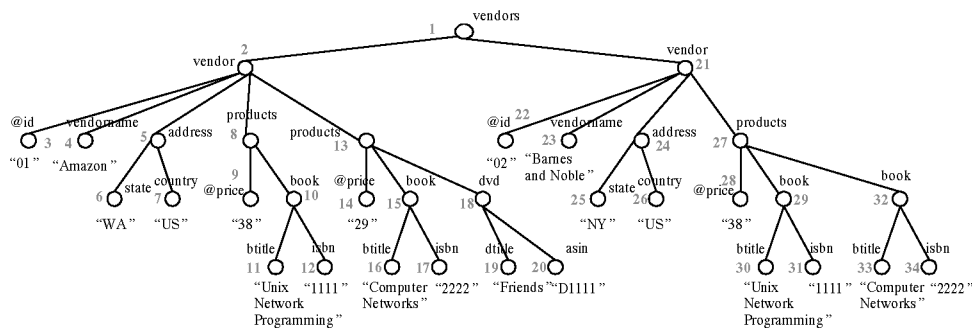 vendors
1
2
vendor
vendor
21
@id
3
vendorname
4
5
address
products
8
products
13
@id
22
vendorname
23
address
24
products
27
"01"
"Amazon"
"02"
"Barnes
and Noble"
6
state
country
7
9
@price
book
10
@price
14
book
15
dvd
18
state
25
country
26
28
@price
book
29
book
32
"WA"
"US"
"38"
"29"
"NY"
"US"
"38"
btitle
11
isbn
12
btitle
16
isbn
17
dtitle
19
asin
20
btitle
30
isbn
31
btitle
33
isbn
34
"Unix
Network
Programming"
"1111"
"Computer
Networks"
"2222"
"Friends"
"D1111"
"Unix
Network
Programming"
"1111"
"Computer
Networks"
"2222"